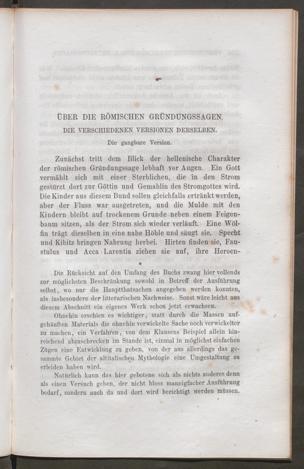 ÜBER DIE RÖMISCHEN GRÜNDUNGSSAGEN.
DIE VERSCHIEDENEN VERSIONEN DERSELBEN.
Die gangbare Version.
Zunächst tritt dem Blick der hellenische Charakter
der römischen Gründungssage lebhaft vor Augen. Ein Gott
vermählt sich mit einer Sterblichen, die in den Strom
gestürzt dort zur Göttin und Gemahlin des Stromgottes wird.
Die Kinder aus diesem Bund sollen gleichfalls ertränkt werden,
aber der Fluss war ausgetreten, und die Mulde mit den
Kindern bleibt auf trockenem Grunde neben einem Feigen-
baum sitzen, als der Strom sich wieder verläuft. Eine Wöl-
fin trägt dieselben in eine nahe Höhle und säugt sie. Specht
und Kibitz bringen Nahrung herbei. Hirten finden sie, Fau-
stulus und Acca Larentia ziehen sie auf, ihre Heroen-
Die Rücksicht auf den Umfang des Buchs zwang hier vollends
zur möglichsten Beschränkung sowohl in Betreff der Ausführung
selbst, wo nur die Hauptthatsachen angegeben werden konnten,
als insbesondere der litterarischen Nachweise. Sonst wäre leicht aus
diesem Abschnitt ein eigenes Werk neben jetzt erwachsen.
Ohnehin erschien es wichtiger, statt durch die Massen auf-
gehäuften Materials die ohnehin verwickelte Sache noch verwickelter
zu machen, ein Verfahren, von dem Klausens Beispiel allein hin-
reichend abzuschrecken im Stande ist, einmal in möglichst einfachen
Zügen eine Entwicklung zu geben, von der aus allerdings das ge-
sammte Gebiet der altitalischen Mythologie eine Umgestaltung zu
erleiden haben wird.
Natürlich kann das hier gebotene sich als nichts anderes denn
als einen Versuch geben, der nicht bloss mannigfacher Ausführung
bedarf, sondern auch da und dort wird berichtigt werden müssen.